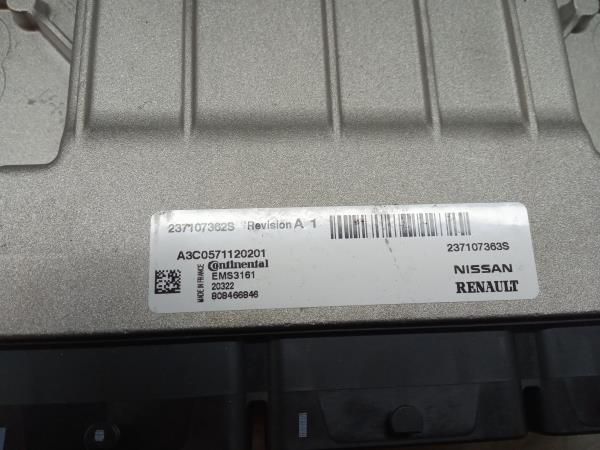 237107362S Revision A 1
A3C0571120201
237107363S
MADE IN FRANCE
Continental
EMS3161
20322
808466846
NISSAN
RENAULT